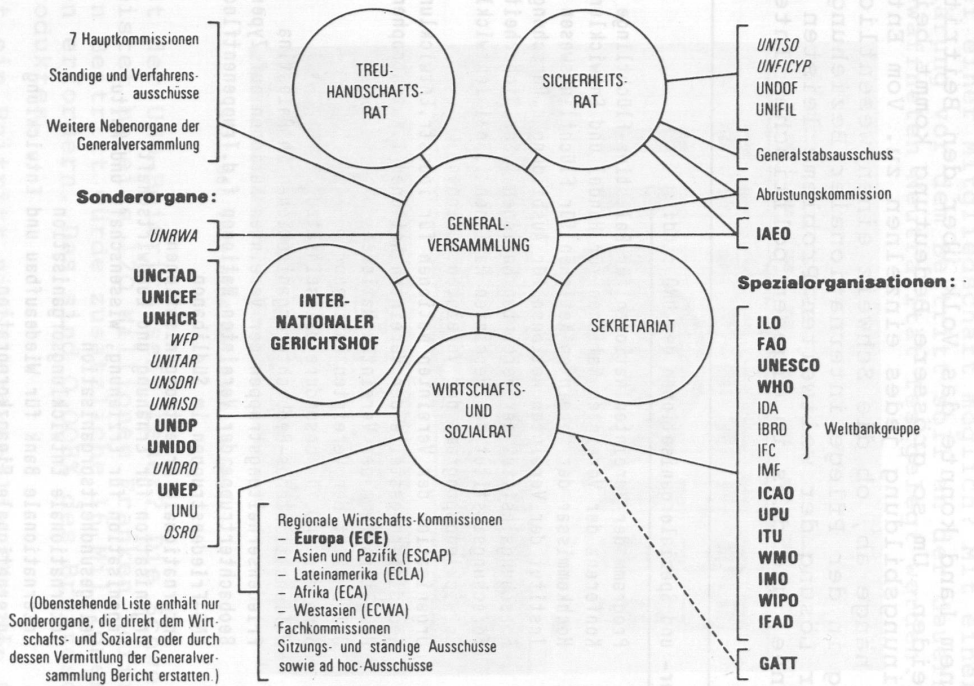 7 Hauptkommissionen
Ständige und Verfahrens-
ausschüsse
Weitere Nebenorgane der
Generalversammlung
Sonderorgane:
UNRWA
UNCTAD
UNICEF
UNHCR
WFP
UNITAR
UNSDRI
UNRISD
UNDP
UNIDO
UNDRO
UNEP
UNU
OSRO
(Obenstehende Liste enthält nur
Sonderorgane, die direkt dem Wirt-
schafts- und Sozialrat oder durch
dessen Vermittlung der Generalver-
sammlung Bericht erstatten.)
TREU-
HANDSCHAFTS-
RAT
SICHERHEITS-
RAT
GENERAL-
VERSAMMLUNG
INTER-
NATIONALER
GERICHTSHOF
SEKRETARIAT
WIRTSCHAFTS-
UND
SOZIALRAT
Regionale Wirtschafts-Kommissionen
– Europa (ECE)
– Asien und Pazifik (ESCAP)
– Lateinamerika (ECLA)
– Afrika (ECA)
– Westasien (ECWA)
Fachkommissionen
Sitzungs- und ständige Ausschüsse
sowie ad hoc-Ausschüsse
UNTSO
UNFICYP
UNDOF
UNIFIL
Generalstabsausschuss
Abrüstungskommission
IAEO
Spezialorganisationen:
ILO
FAO
UNESCO
WHO
IDA
IBRD
IFC
Weltbankgruppe
IMF
ICAO
UPU
ITU
WMO
IMO
WIPO
IFAD
GATT